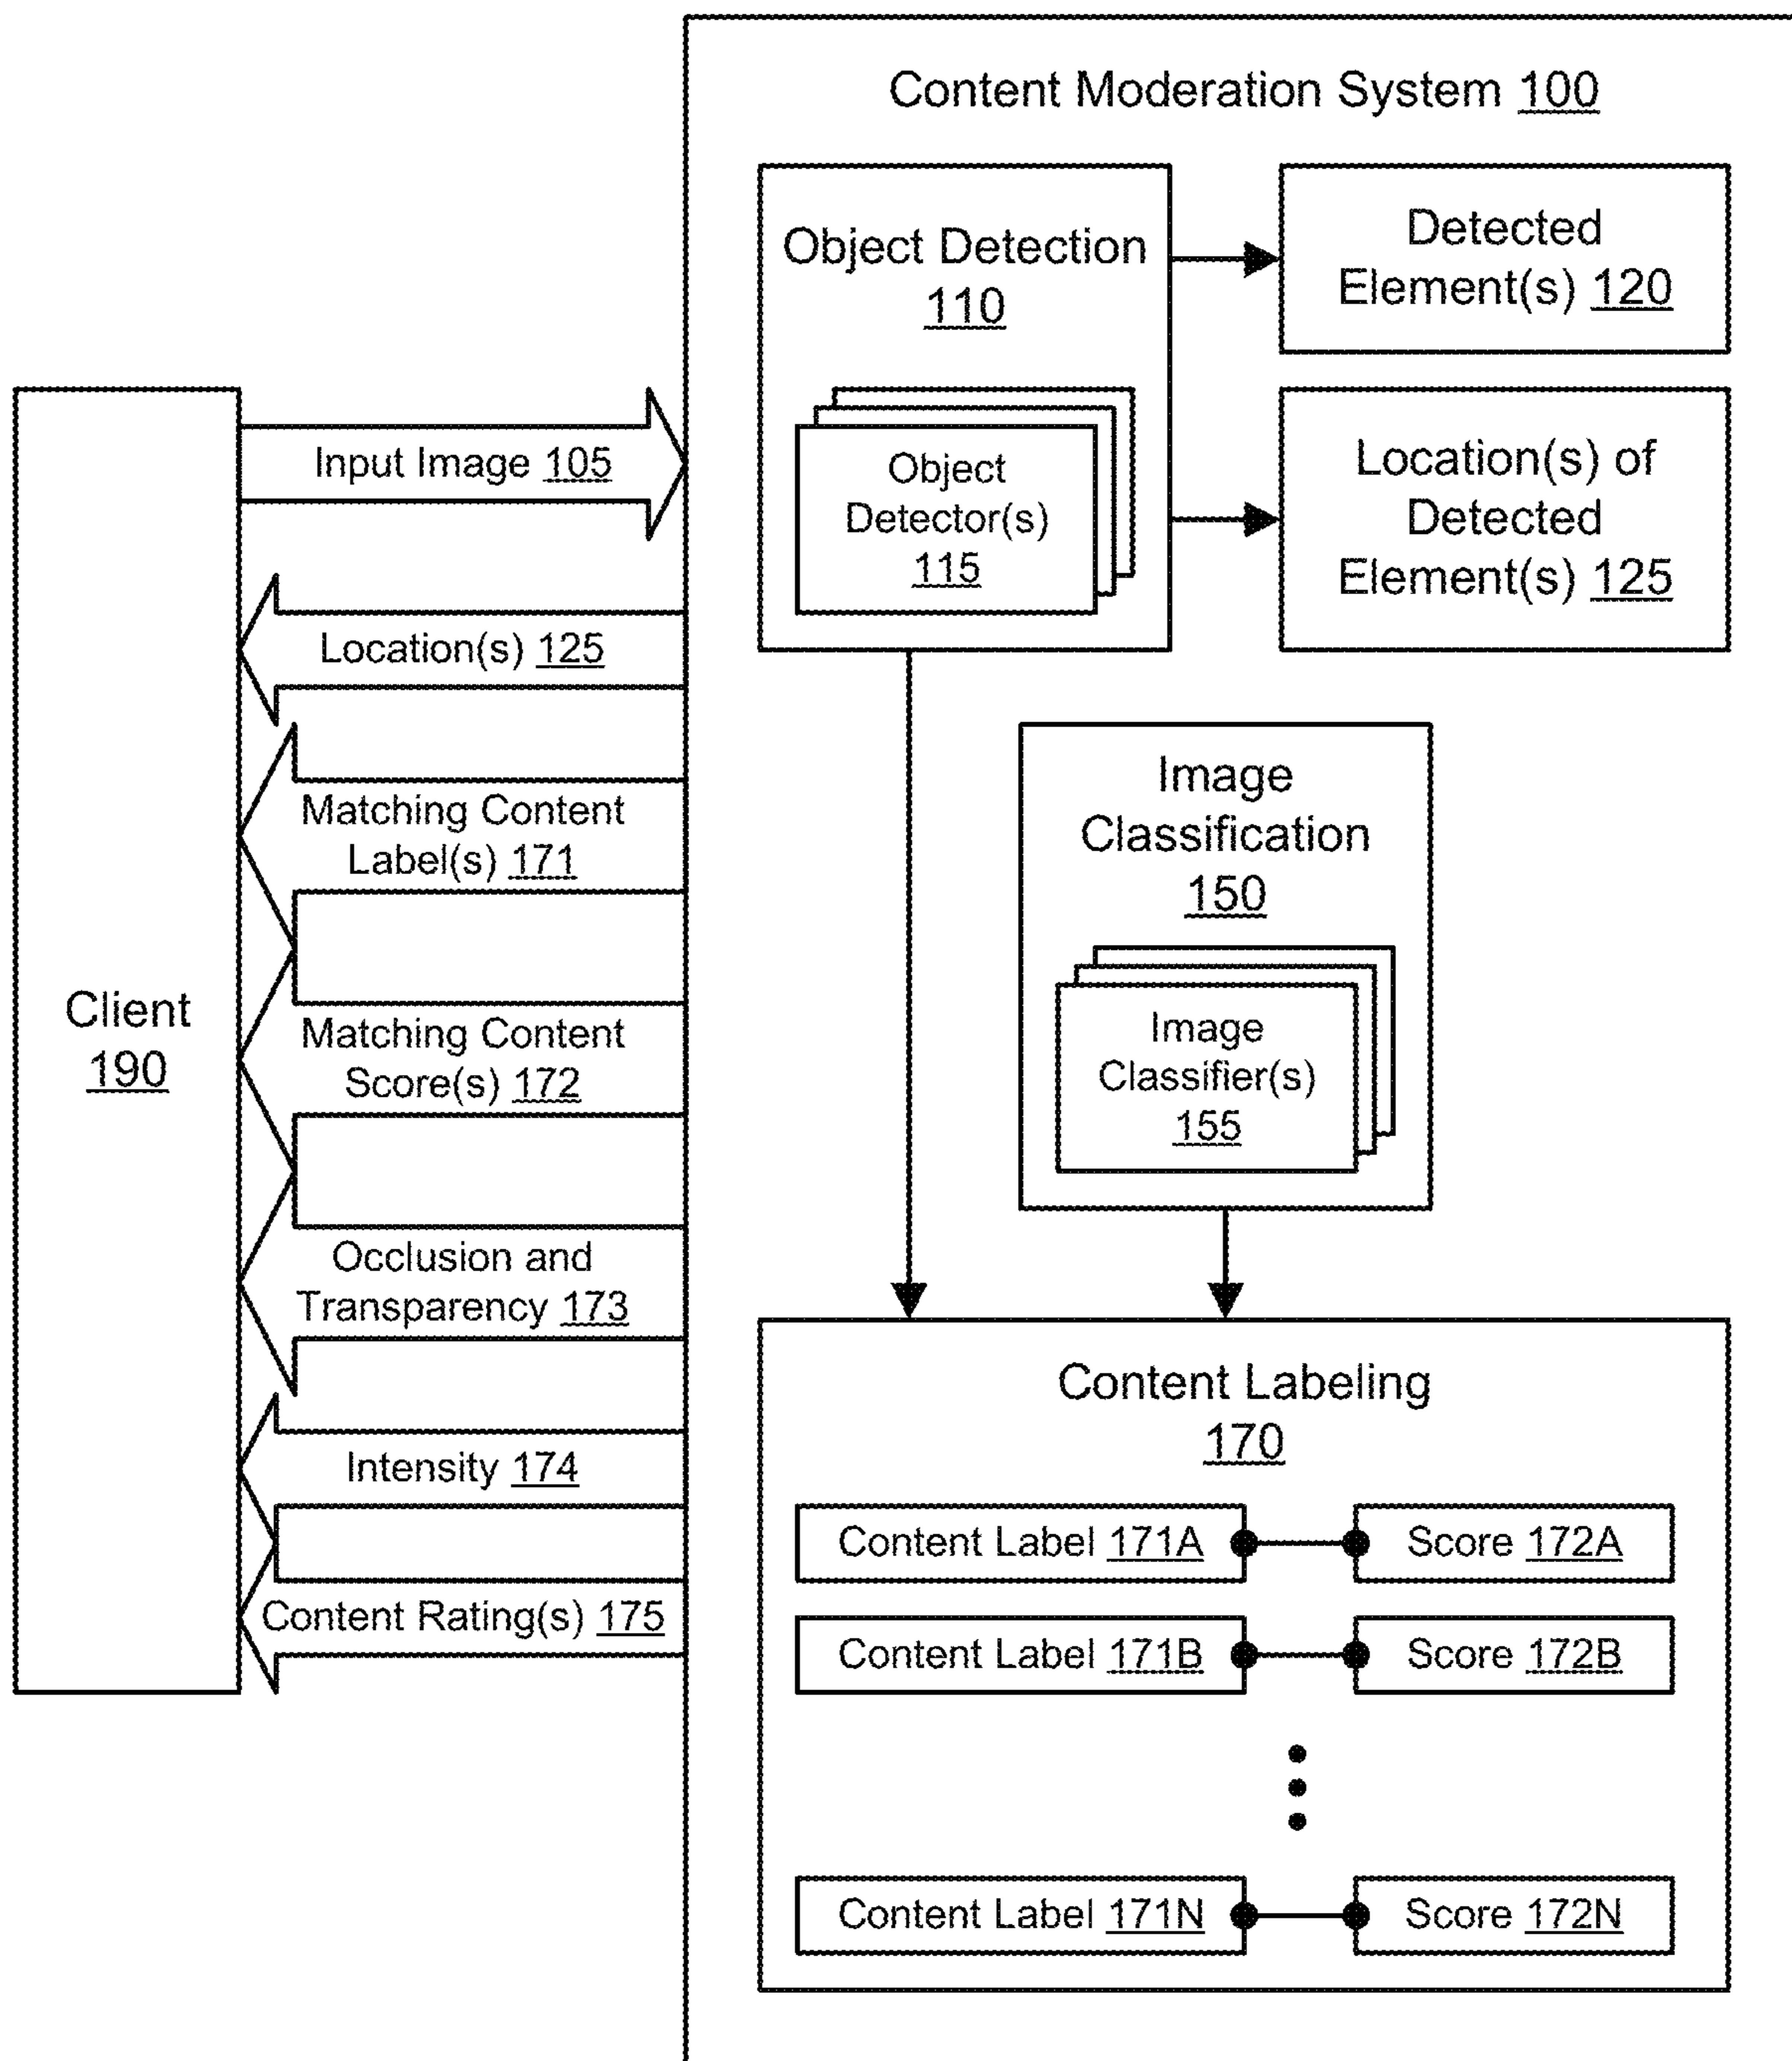 Content Moderation System 100
Object Detection
110
Object
Detector(s)
115
Detected
Element(s) 120
Location(s) of
Detected
Element(s) 125
Client
190
Input Image 105
Location(s) 125
Matching Content
Label(s) 171
Matching Content
Score(s) 172
Occlusion and
Transparency 173
Intensity 174
Content Rating(s) 175
Image
Classification
150
Image
Classifier(s)
155
Content Labeling
170
Content Label 171A
Score 172A
Content Label 171B
Score 172B
Content Label 171N
Score 172N